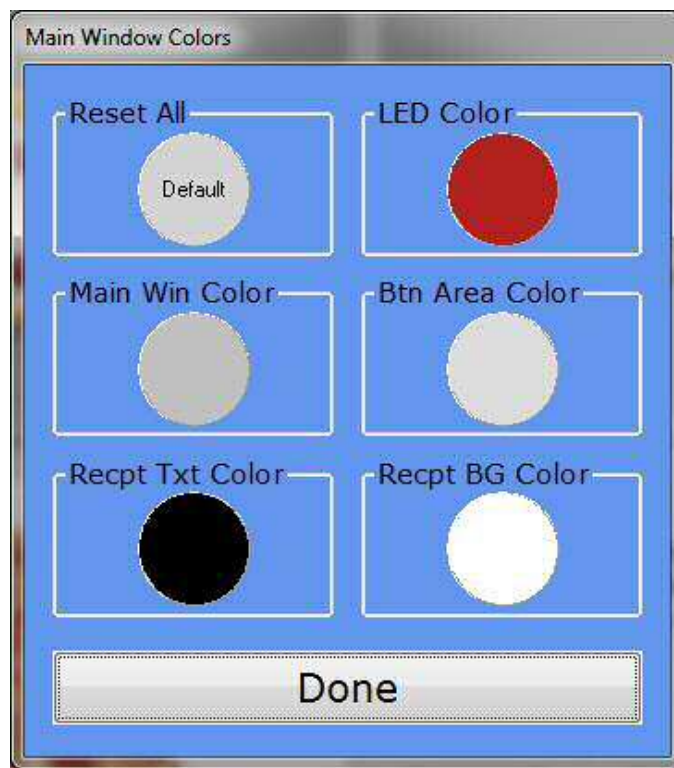 Main Window Colors
Reset All
LED Color
Default
Main Win Color
Btn Area Color
Recpt Txt Color
Recpt BG Color
Done